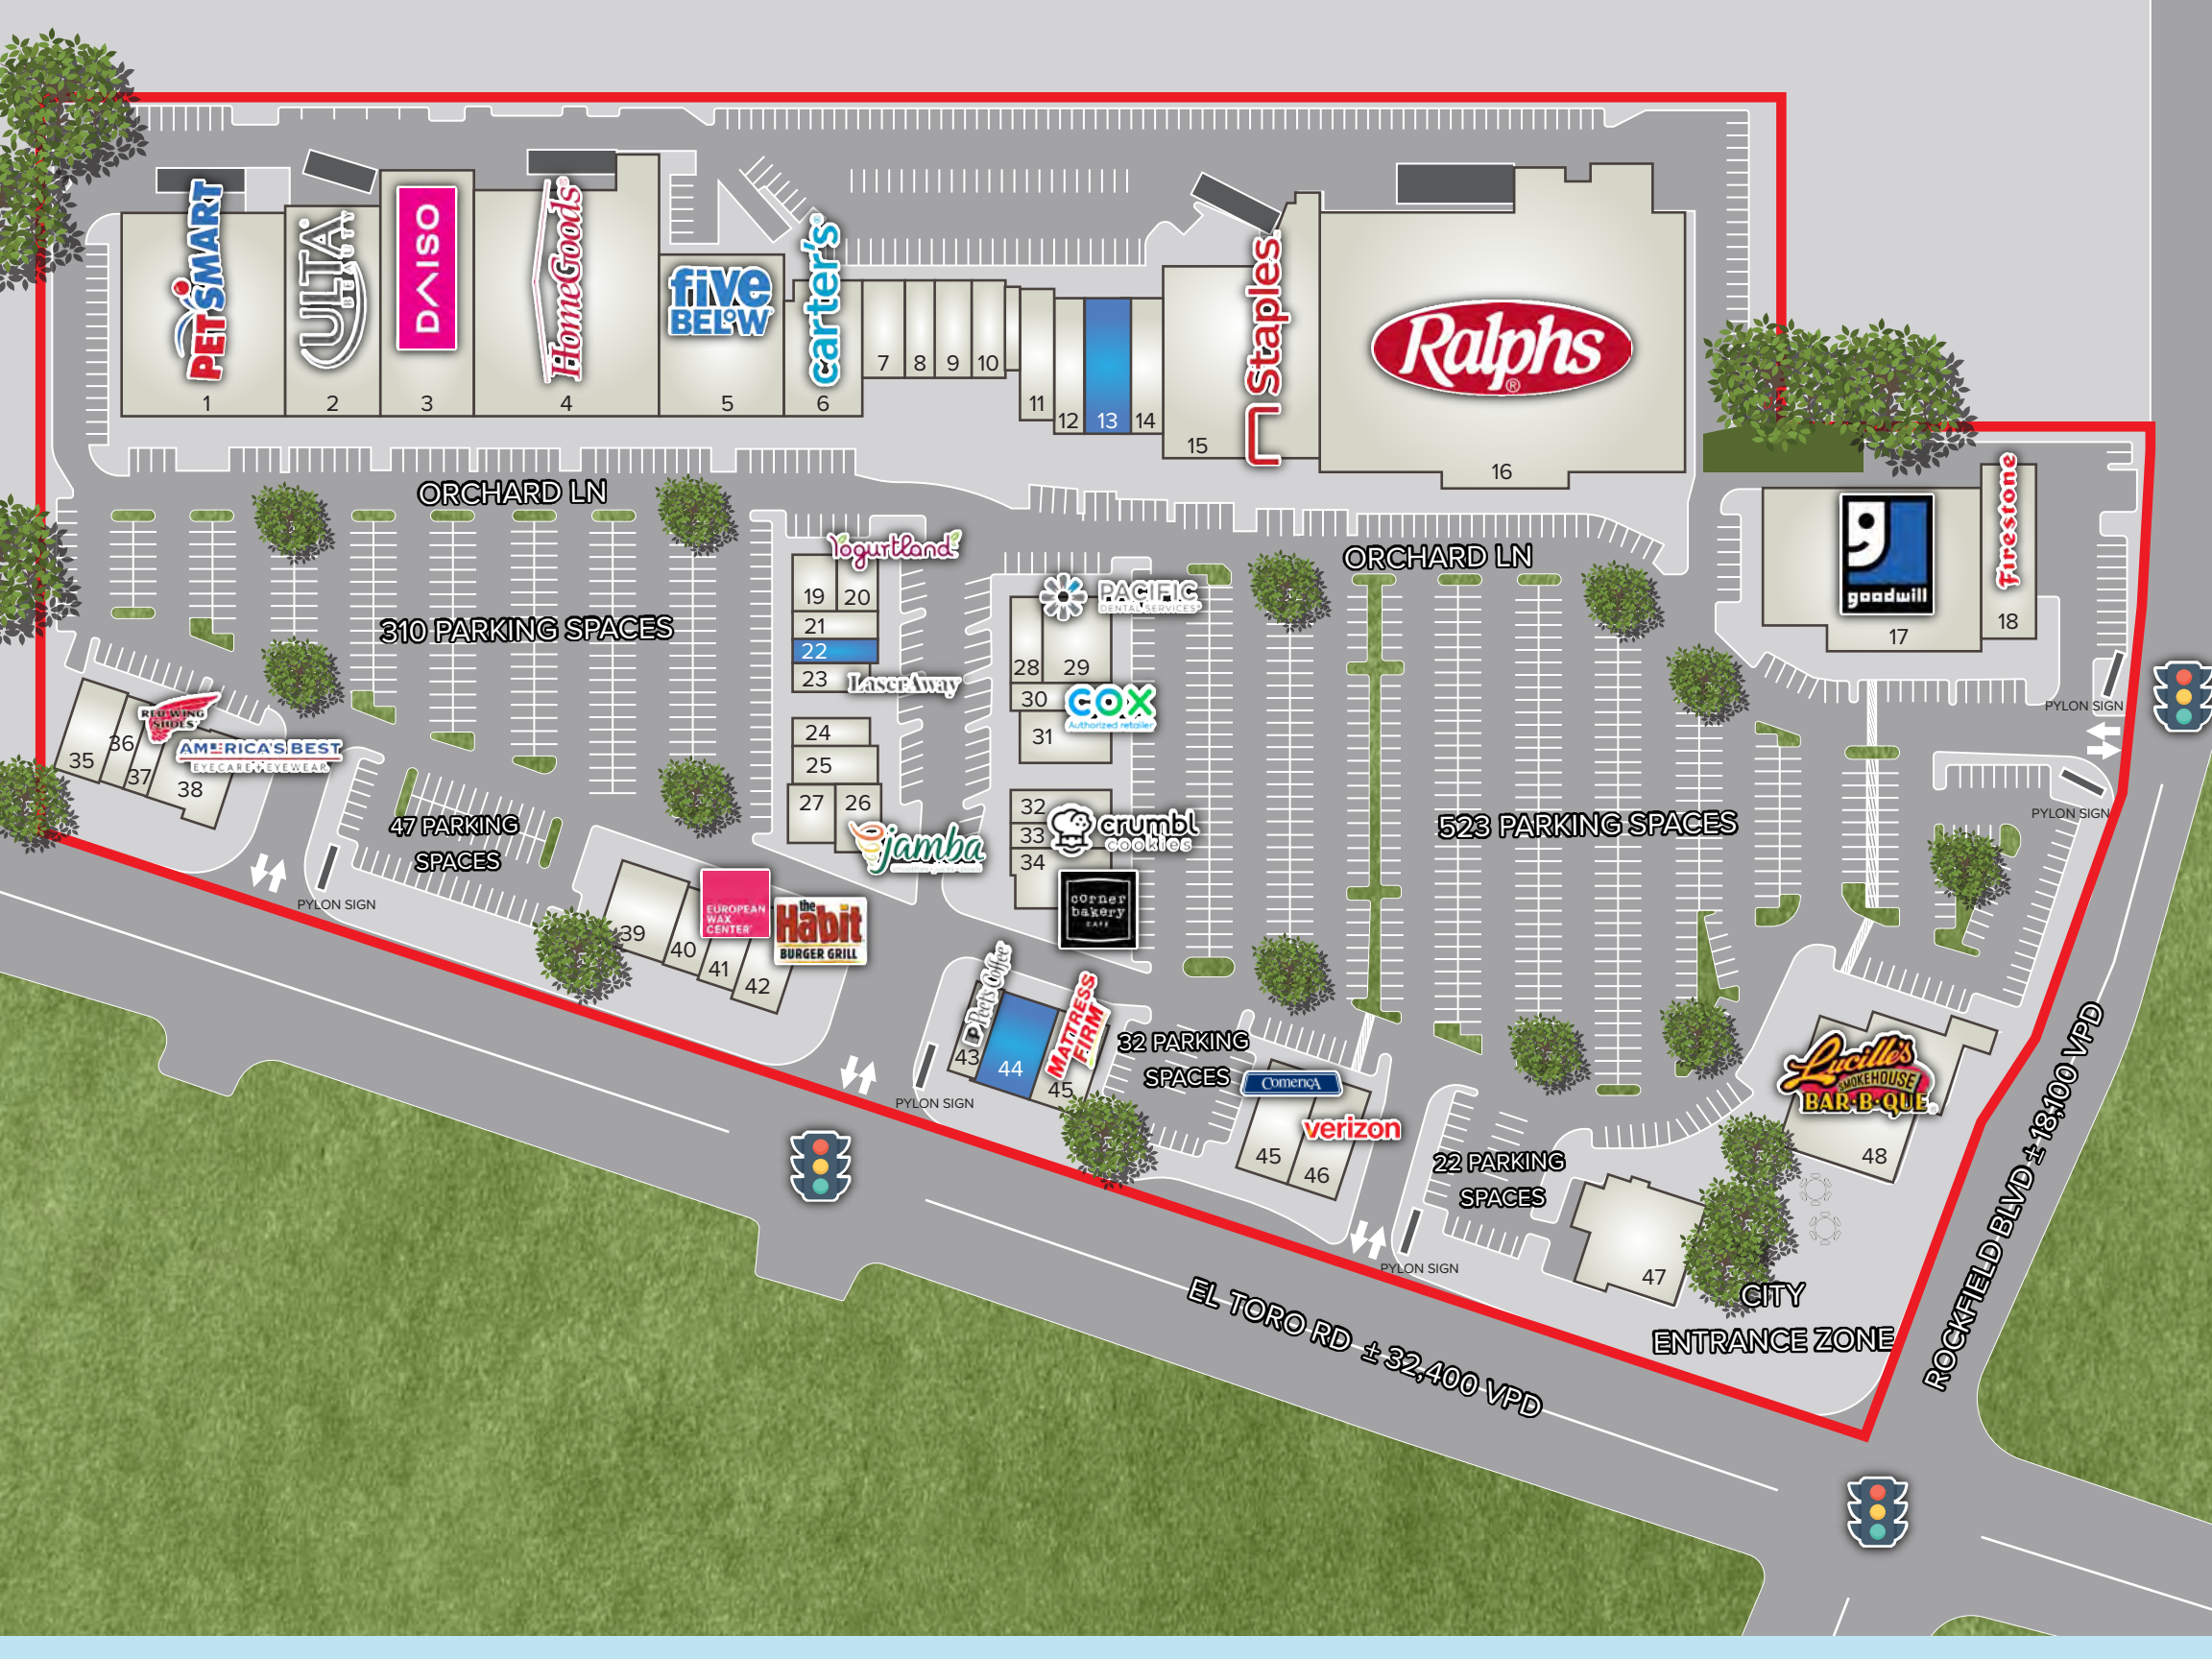 PETSMART
ULTA
BEAUTY
DAISO
HomeGoods
five
BELOW
carter's
Staples
Ralphs
1
2
3
4
5
6
7
8
9
10
11
12
13
14
15
16
ORCHARD LN
ORCHARD LN
310 PARKING SPACES
Yogurtland
19
20
21
22
23
LaserAway
24
25
27
26
jamba
PACIFIC
DENTAL SERVICES
28
29
30
COX
Authorized retailer
31
32
33
crumbl
cookies
34
corner
bakery
CAFE
goodwill
Firestone
17
18
PYLON SIGN
PYLON SIGN
523 PARKING SPACES
RED WING
SHOES
AMERICA'S BEST
EYECARE + EYEWEAR
35
36
37
38
47 PARKING
SPACES
PYLON SIGN
EUROPEAN
WAX
CENTER
the
Habit
BURGER GRILL
39
40
41
42
Peet's Coffee
MATTRESS
FIRM
43
44
45
PYLON SIGN
32 PARKING
SPACES
Comerica
verizon
45
46
22 PARKING
SPACES
PYLON SIGN
Lucille's
SMOKEHOUSE
BAR·B·QUE
48
47
CITY
ENTRANCE ZONE
EL TORO RD ± 32,400 VPD
ROCKFIELD BLVD ± 18,100 VPD